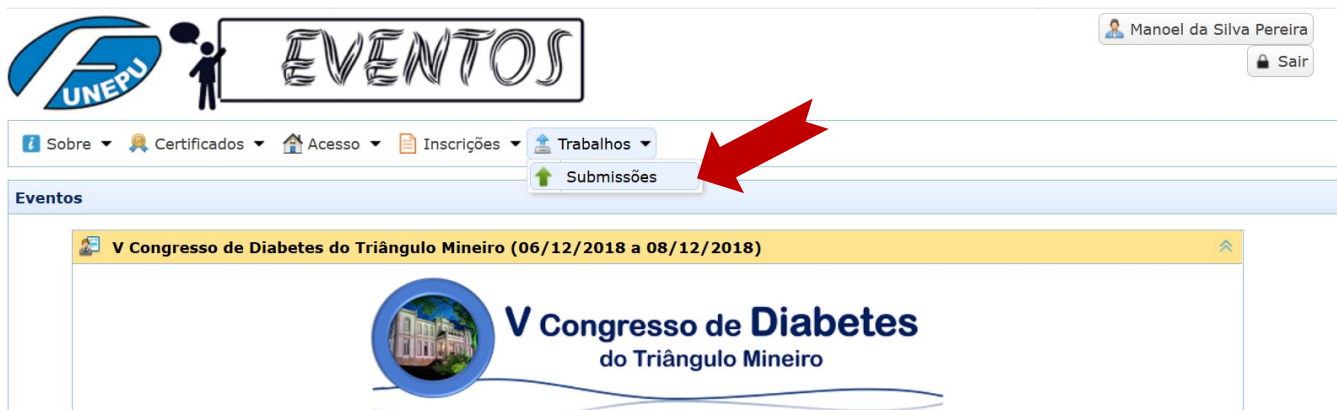 FUNEPU
EVENTOS
Manoel da Silva Pereira
Sair
Sobre Certificados Acesso Inscrições Trabalhos
Submissões
Eventos
V Congresso de Diabetes do Triângulo Mineiro (06/12/2018 a 08/12/2018)
V Congresso de Diabetes
do Triângulo Mineiro